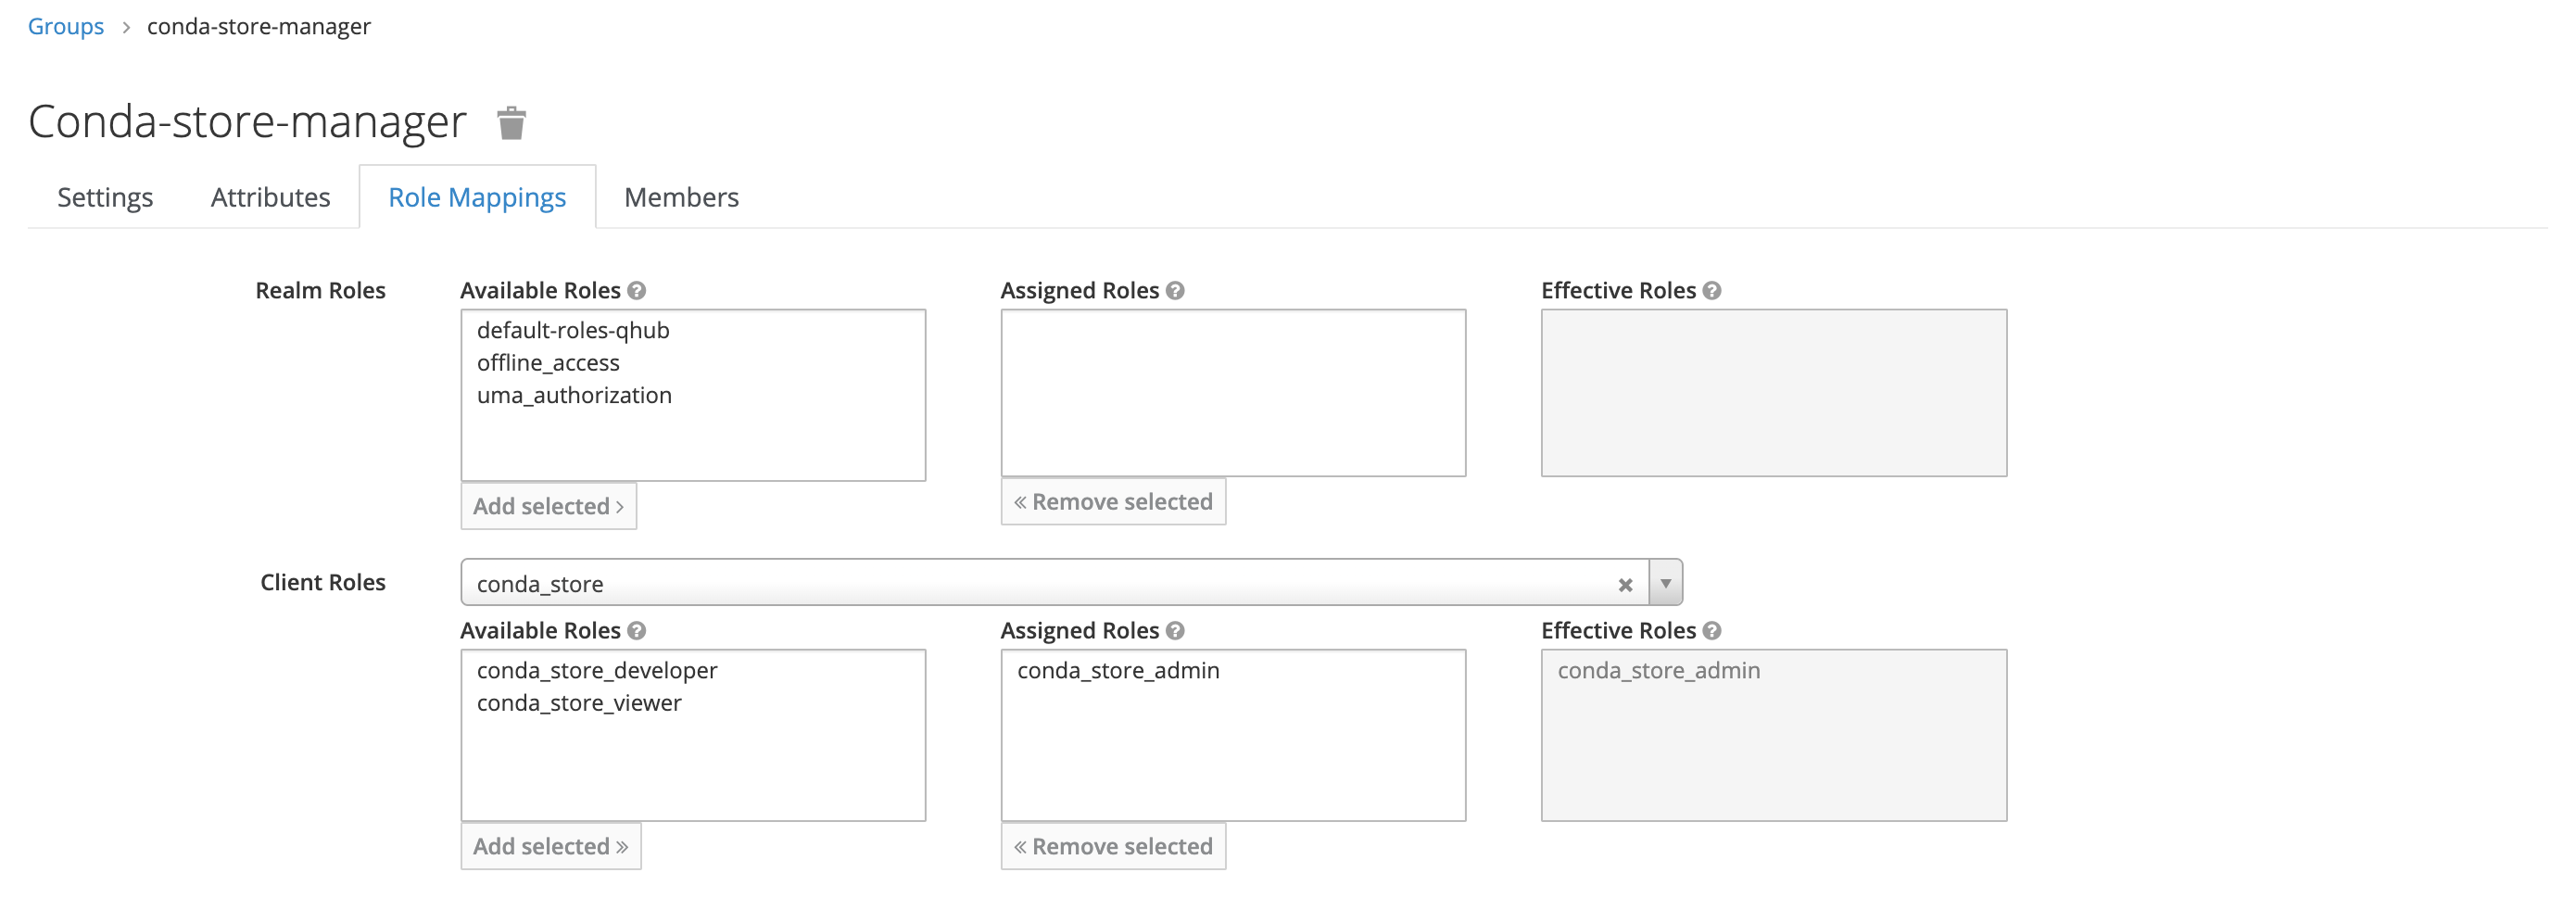 Groups > conda-store-manager
Conda-store-manager
Settings Attributes Role Mappings Members
Realm Roles Available Roles Assigned Roles Effective Roles
default-roles-qhub
offline_access
uma_authorization
Add selected > « Remove selected
Client Roles conda_store
Available Roles Assigned Roles Effective Roles
conda_store_developer conda_store_admin conda_store_admin
conda_store_viewer
Add selected » « Remove selected